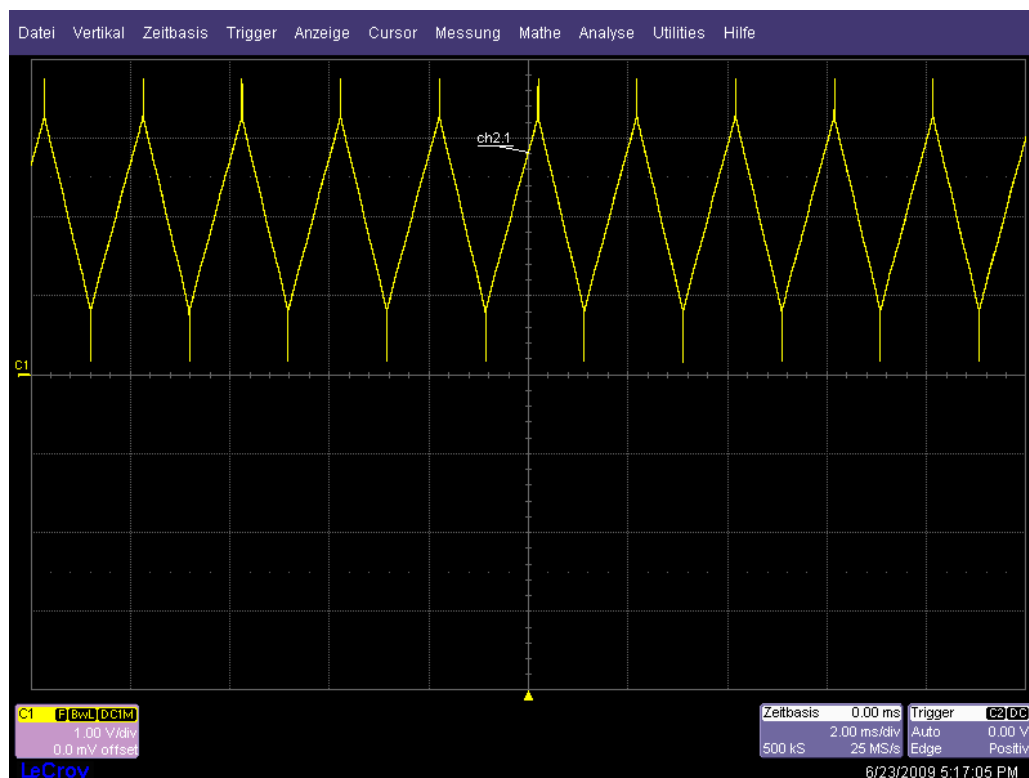 Datei Vertikal Zeitbasis Trigger Anzeige Cursor Messung Mathe Analyse Utilities Hilfe
ch2.1
C1
C1 F BwL DC1M
1.00 V/div
0.0 mV offset
Zeitbasis 0.00 ms
2.00 ms/div
500 kS 25 MS/s
Trigger C2 DC
Auto 0.00 V
Edge Positiv
LeCroy
6/23/2009 5:17:05 PM